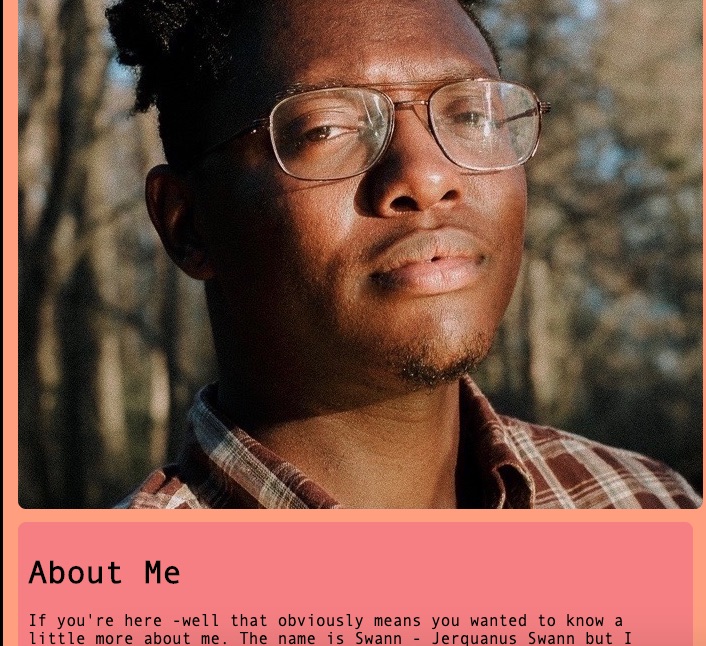 About Me
If you're here -well that obviously means you wanted to know a
little more about me. The name is Swann - Jerquanus Swann but I